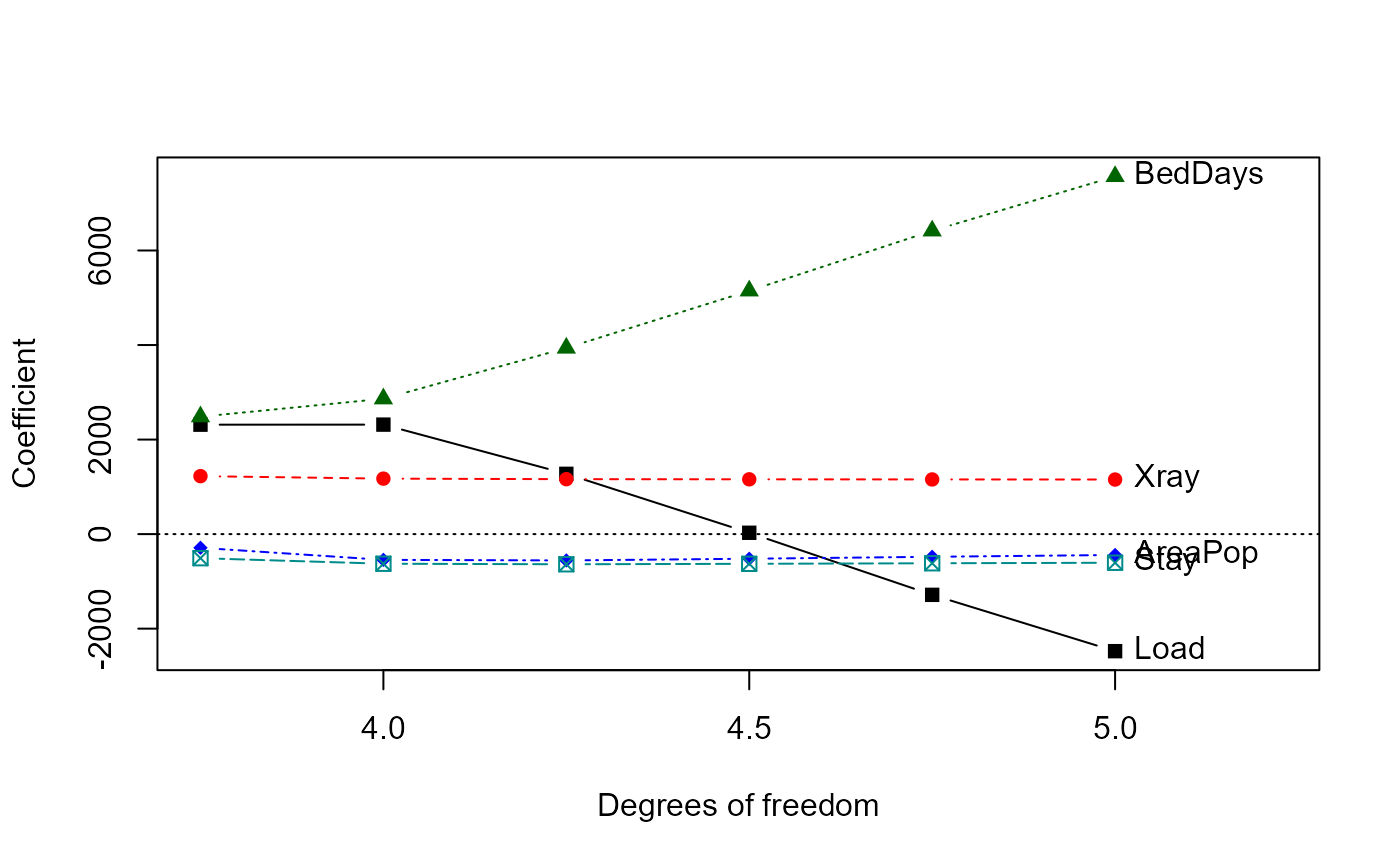 BedDays
6000
Coefficient
2000
Xray
0
AreaPop
Stay
-2000
Load
4.0
4.5
5.0
Degrees of freedom